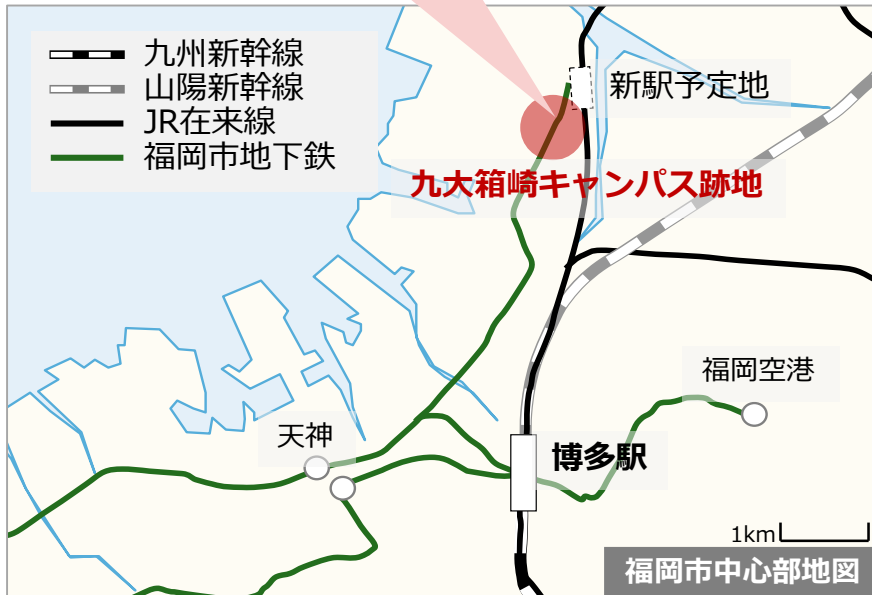 九州新幹線
山陽新幹線
JR在来線
福岡市地下鉄
新駅予定地
九大箱崎キャンパス跡地
福岡空港
天神
博多駅
1km
福岡市中心部地図